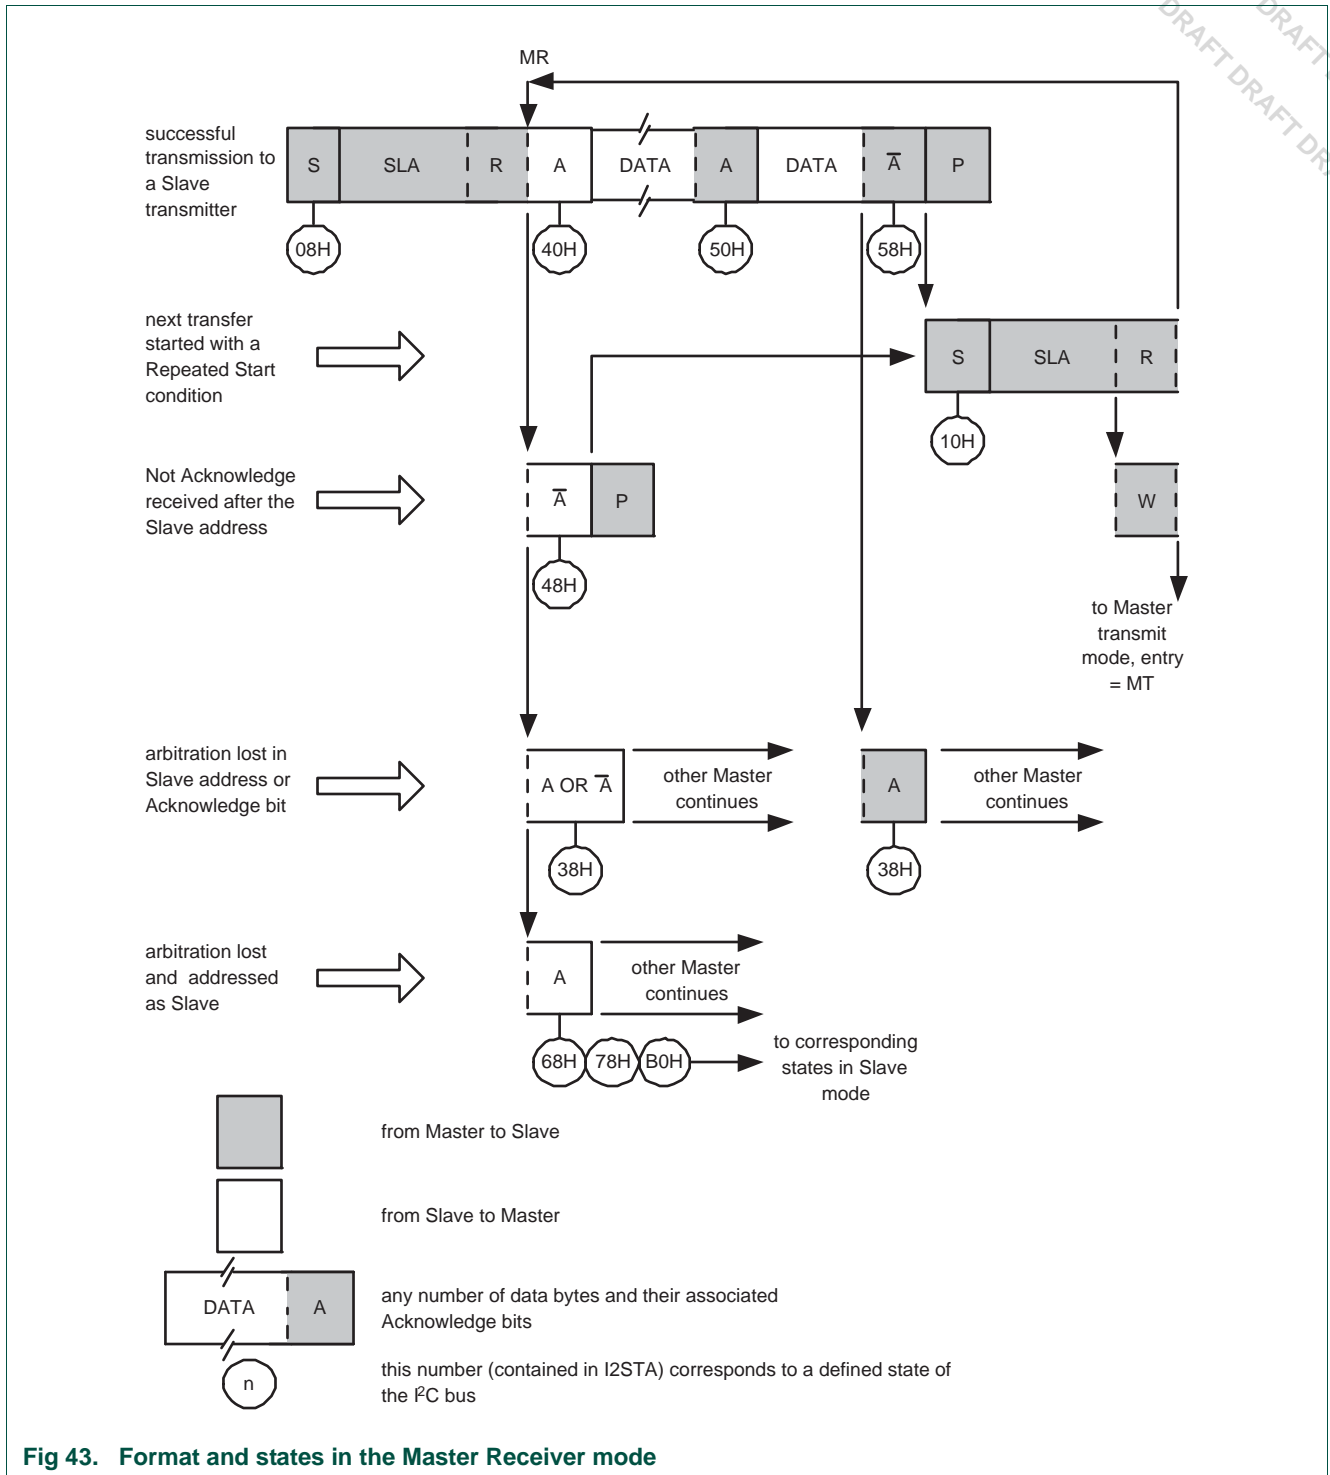 DRAFT DRAFT DR
DRAFT
MR
successful
transmission to
a Slave
transmitter
S SLA R A DATA A DATA A̅ P
08H 40H 50H 58H
next transfer
started with a
Repeated Start
condition
S SLA R
10H
Not Acknowledge
received after the
Slave address
A̅ P
W
48H
to Master
transmit
mode, entry
= MT
arbitration lost in
Slave address or
Acknowledge bit
A OR A̅
other Master
continues
A
other Master
continues
38H 38H
arbitration lost
and addressed
as Slave
A
other Master
continues
68H 78H B0H
to corresponding
states in Slave
mode
from Master to Slave
from Slave to Master
DATA A
any number of data bytes and their associated
Acknowledge bits
n
this number (contained in I2STA) corresponds to a defined state of
the I²C bus
Fig 43. Format and states in the Master Receiver mode